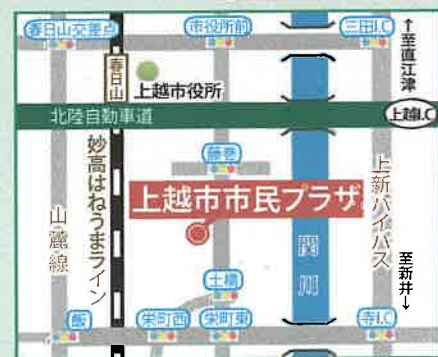 春日山交差点
市役所前
三田I.C
↑至直江津
春日山
上越市役所
北陸自動車道
上越I.C
藤巻
妙高はねうまライン
上越市市民プラザ
上新バイパス
山麓線
関川
至新井↓
土橋
飯
栄町西
栄町東
寺I.C